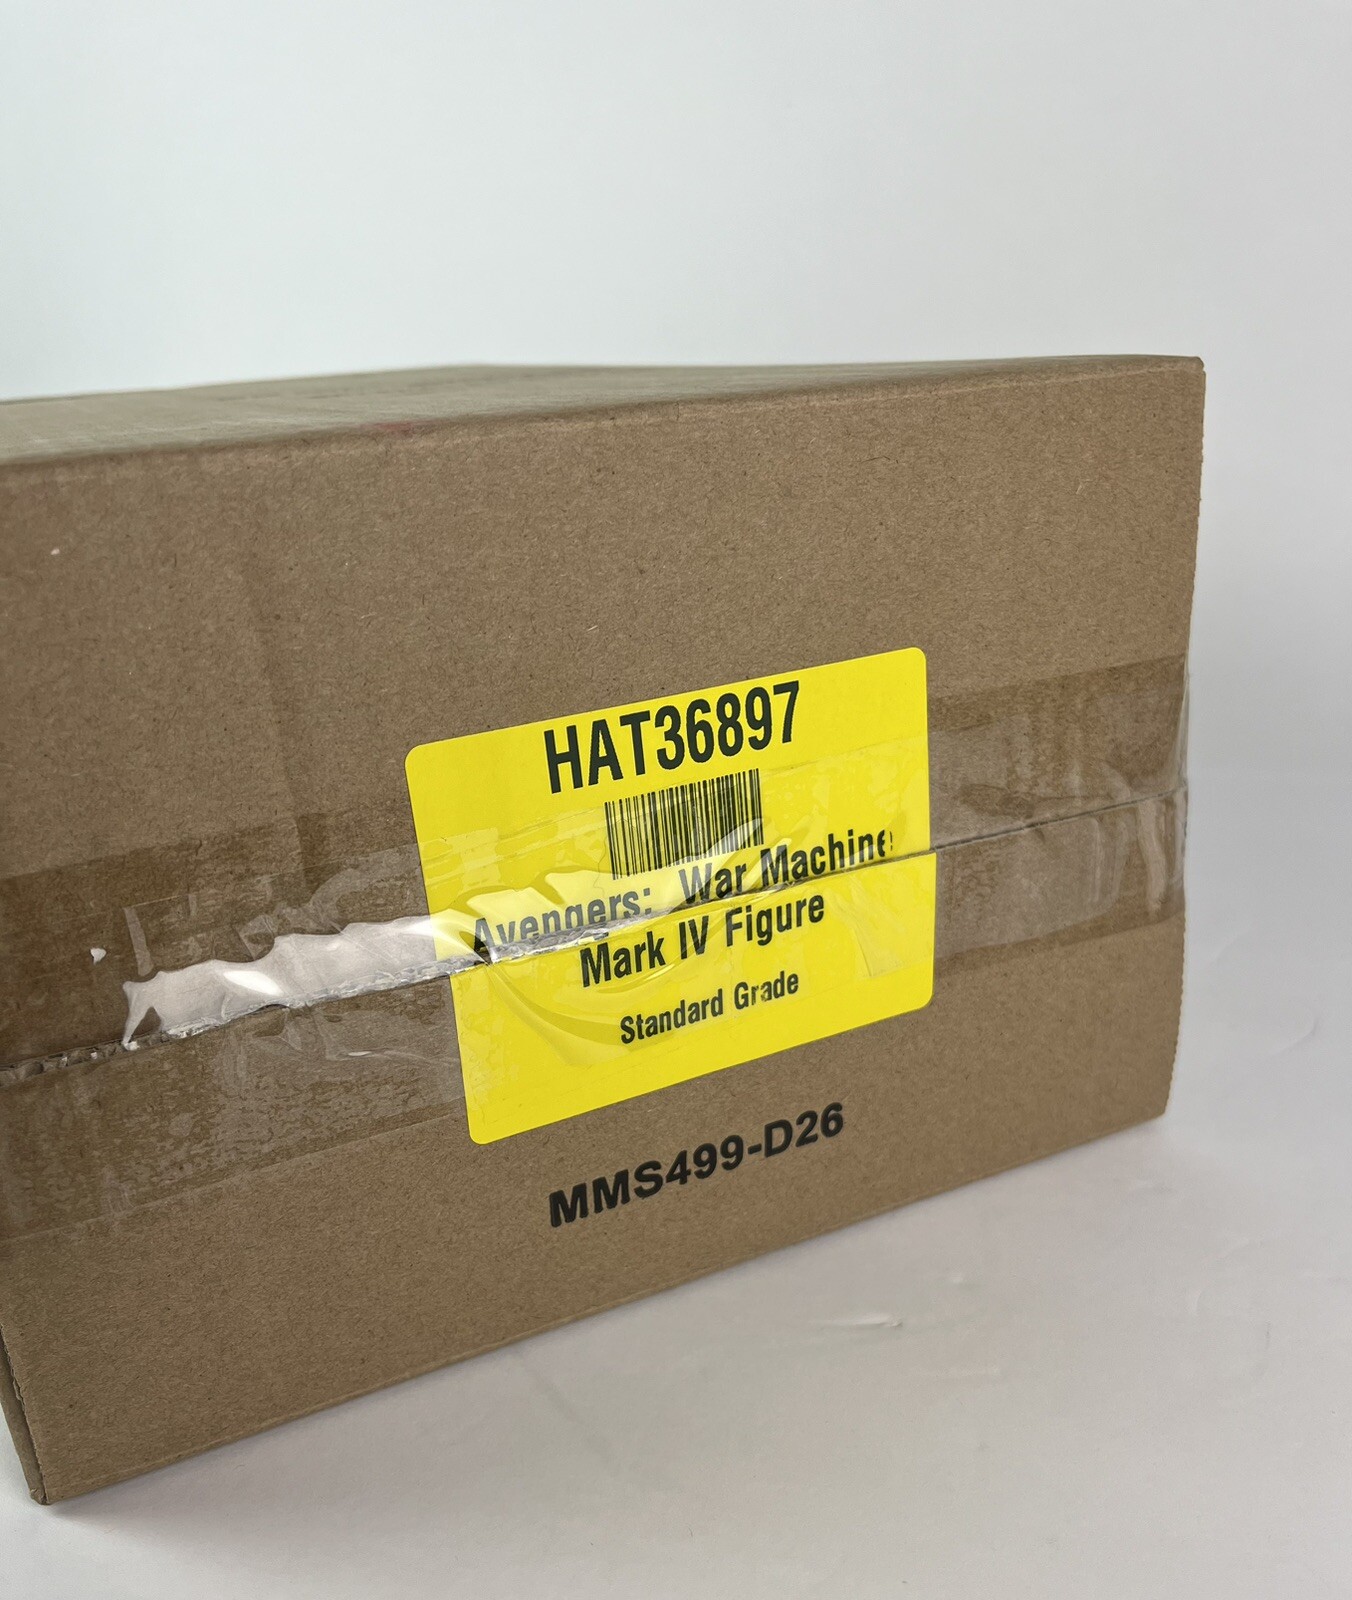 HAT36897
Avengers: War Machine
Mark IV Figure
Standard Grade
MMS499-D26